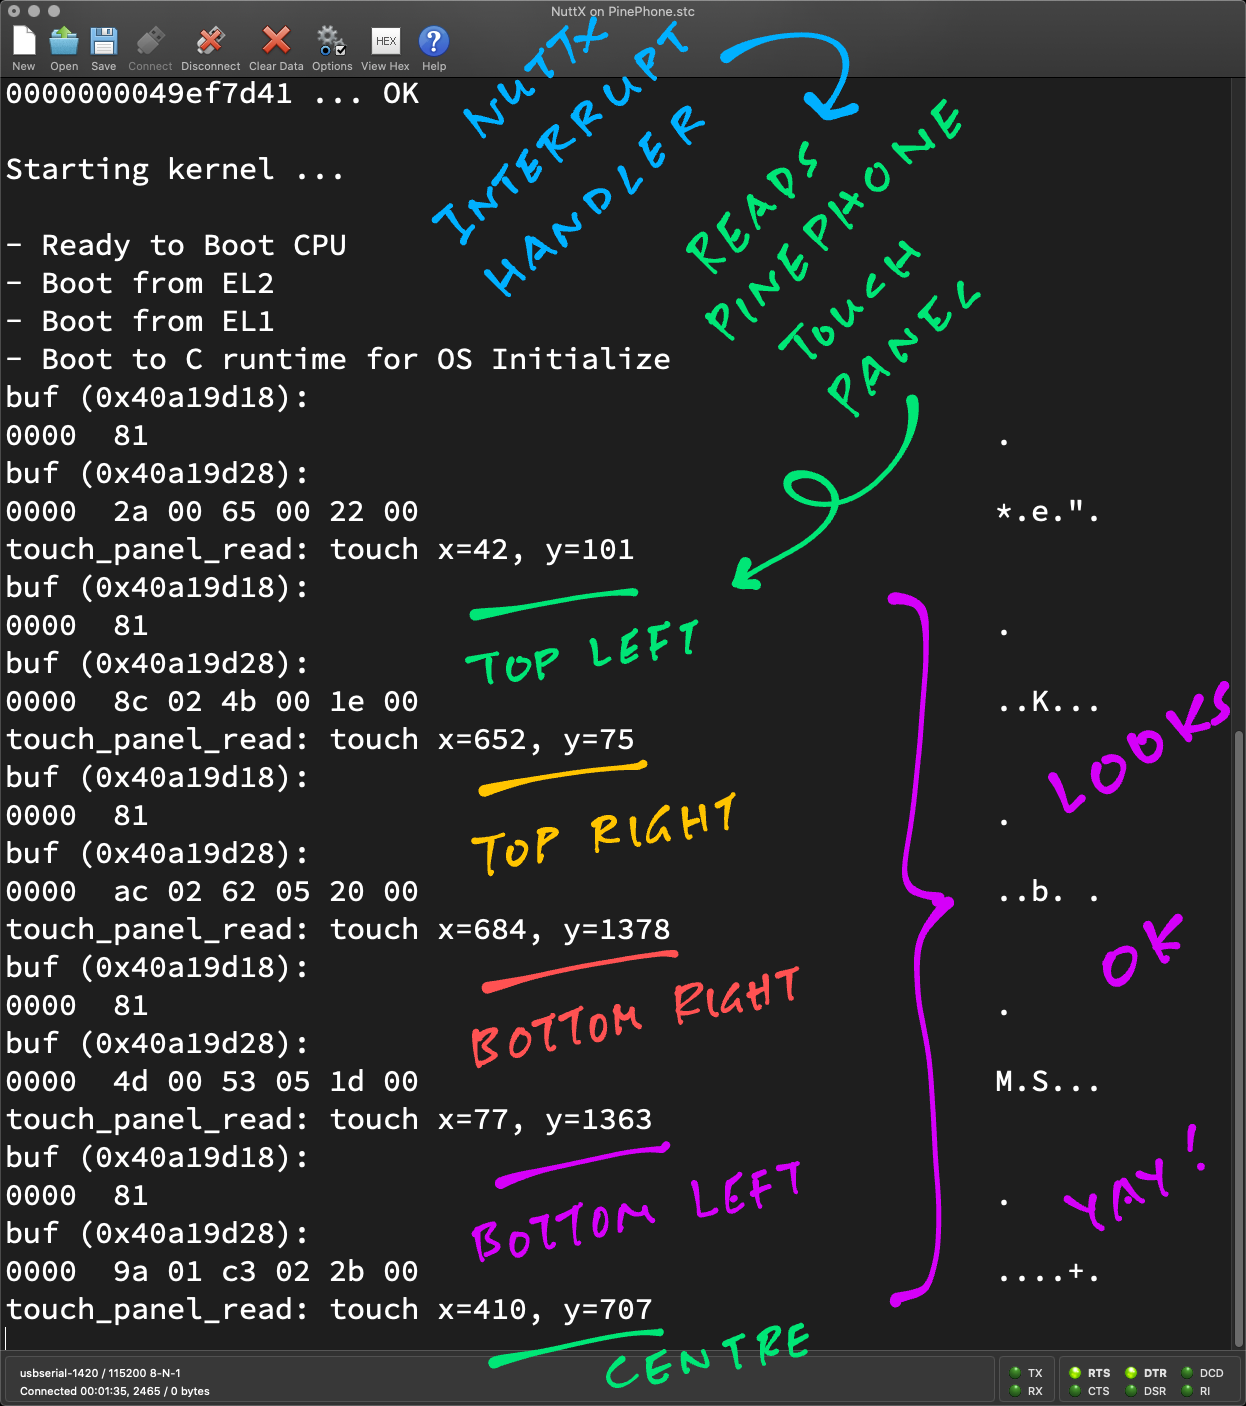 NuttX on PinePhone.stc
New Open Save Connect Disconnect Clear Data Options HEX View Hex ? Help
0000000049ef7d41 ... OK
NUTTX
INTERRUPT
HANDLER
READS
PINEPHONE
TOUCH
PANEL
Starting kernel ...
- Ready to Boot CPU
- Boot from EL2
- Boot from EL1
- Boot to C runtime for OS Initialize
buf (0x40a19d18):
0000  81 .
buf (0x40a19d28):
0000  2a 00 65 00 22 00 *.e.".
touch_panel_read: touch x=42, y=101
TOP LEFT
buf (0x40a19d18):
0000  81 .
buf (0x40a19d28):
0000  8c 02 4b 00 1e 00 ..K...
touch_panel_read: touch x=652, y=75
TOP RIGHT
buf (0x40a19d18):
0000  81 .
buf (0x40a19d28):
0000  ac 02 62 05 20 00 ..b. .
touch_panel_read: touch x=684, y=1378
BOTTOM RIGHT
buf (0x40a19d18):
0000  81 .
buf (0x40a19d28):
0000  4d 00 53 05 1d 00 M.S...
touch_panel_read: touch x=77, y=1363
BOTTOM LEFT
buf (0x40a19d18):
0000  81 .
buf (0x40a19d28):
0000  9a 01 c3 02 2b 00 ....+.
touch_panel_read: touch x=410, y=707
CENTRE
LOOKS
OK
YAY!
usbserial-1420 / 115200 8-N-1
Connected 00:01:35, 2465 / 0 bytes
TX RTS DTR DCD
RX CTS DSR RI